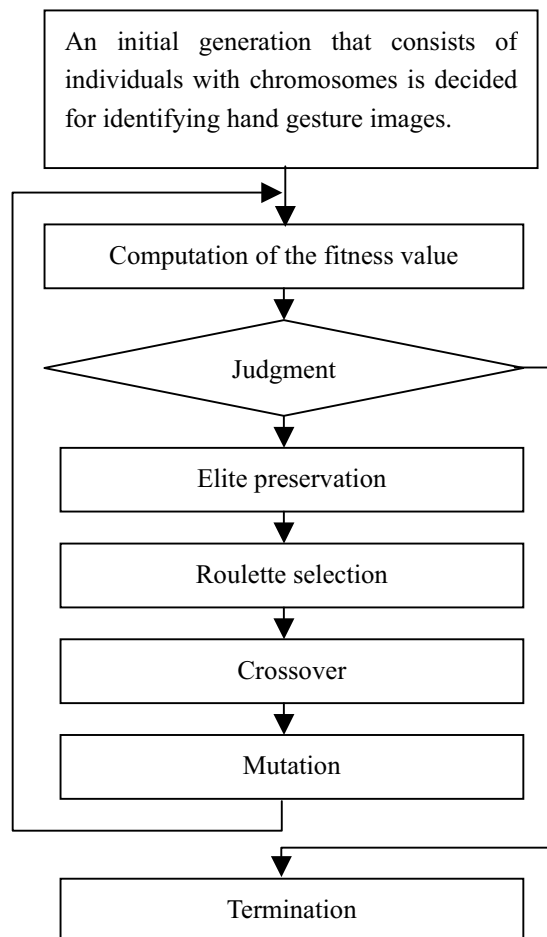 An initial generation that consists of
individuals with chromosomes is decided
for identifying hand gesture images.
Computation of the fitness value
Judgment
Elite preservation
Roulette selection
Crossover
Mutation
Termination